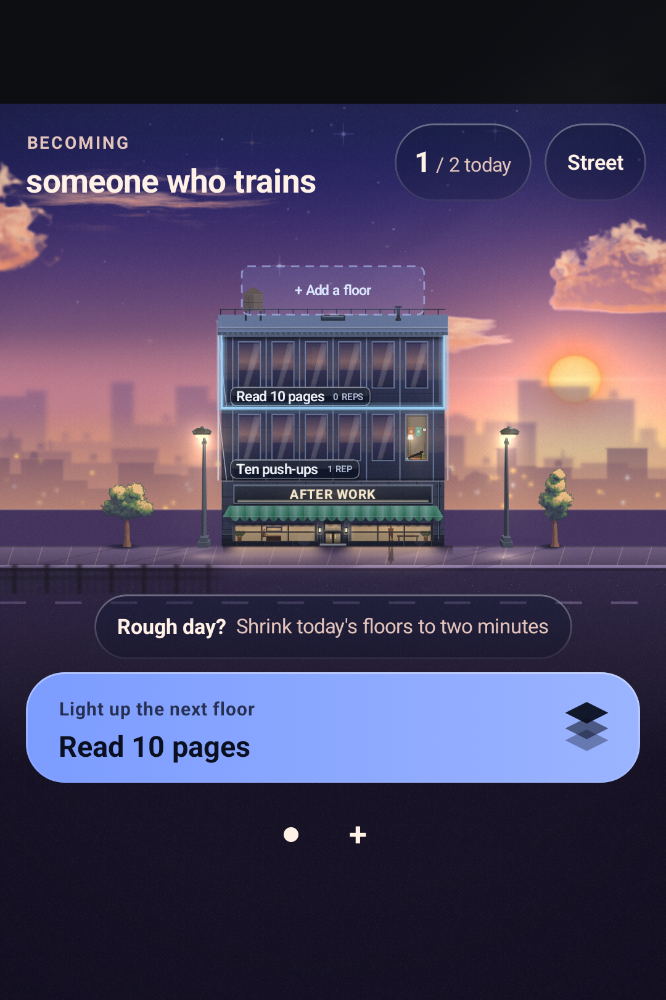 BECOMING
someone who trains
1 / 2 today
Street
+ Add a floor
Read 10 pages 0 REPS
Ten push-ups 1 REP
AFTER WORK
Rough day? Shrink today's floors to two minutes
Light up the next floor
Read 10 pages